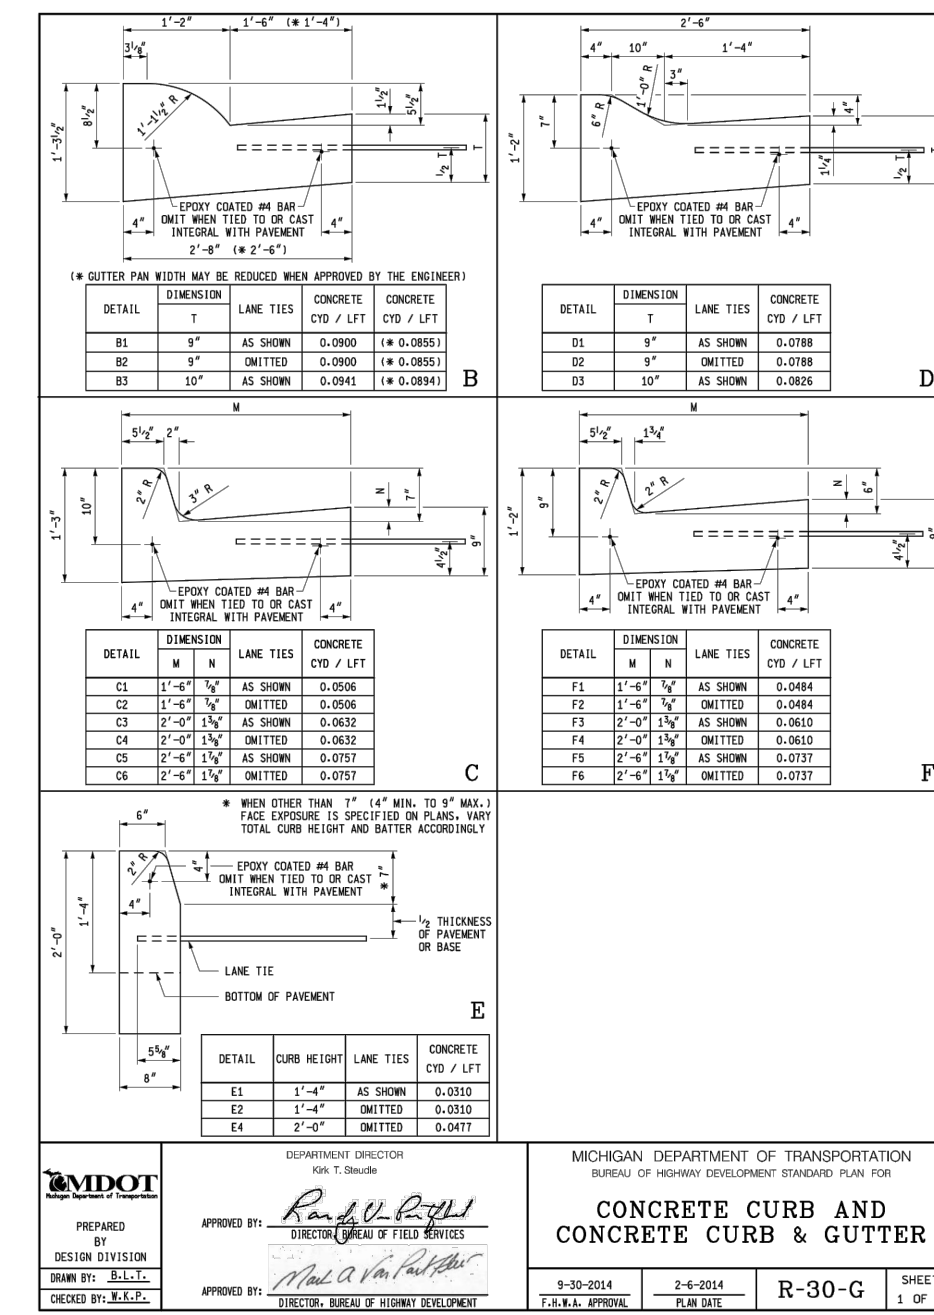 1'-2" 1'-6" (* 1'-4")
3 1/8"
1'-3 1/2"
8 1/2"
1'-1 1/2" R
1 1/2"
5 1/2"
T
1/2 T
EPOXY COATED #4 BAR
OMIT WHEN TIED TO OR CAST
INTEGRAL WITH PAVEMENT
4" 4"
2'-8" (* 2'-6")
(* GUTTER PAN WIDTH MAY BE REDUCED WHEN APPROVED BY THE ENGINEER)
DETAIL DIMENSION LANE TIES CONCRETE CONCRETE
T CYD / LFT CYD / LFT
B1 9" AS SHOWN 0.0900 (* 0.0855)
B2 9" OMITTED 0.0900 (* 0.0855)
B3 10" AS SHOWN 0.0941 (* 0.0894)
B
2'-6"
4" 10" 1'-4"
3"
1'-0" R
6" R
1'-2"
7"
4"
1 1/4"
1/2 T
EPOXY COATED #4 BAR
OMIT WHEN TIED TO OR CAST
INTEGRAL WITH PAVEMENT
4" 4"
DETAIL DIMENSION LANE TIES CONCRETE
T CYD / LFT
D1 9" AS SHOWN 0.0788
D2 9" OMITTED 0.0788
D3 10" AS SHOWN 0.0826
D
M
5 1/2" 2"
1'-3"
10"
2" R
3" R
N
7"
4 1/2"
9"
EPOXY COATED #4 BAR
OMIT WHEN TIED TO OR CAST
INTEGRAL WITH PAVEMENT
4" 4"
DETAIL DIMENSION LANE TIES CONCRETE
M N CYD / LFT
C1 1'-6" 7/8" AS SHOWN 0.0506
C2 1'-6" 7/8" OMITTED 0.0506
C3 2'-0" 1 3/8" AS SHOWN 0.0632
C4 2'-0" 1 3/8" OMITTED 0.0632
C5 2'-6" 1 7/8" AS SHOWN 0.0757
C6 2'-6" 1 7/8" OMITTED 0.0757
C
M
5 1/2" 1 3/4"
1'-2"
9"
2" R
2" R
N
6"
4 1/2"
EPOXY COATED #4 BAR
OMIT WHEN TIED TO OR CAST
INTEGRAL WITH PAVEMENT
4" 4"
DETAIL DIMENSION LANE TIES CONCRETE
M N CYD / LFT
F1 1'-6" 7/8" AS SHOWN 0.0484
F2 1'-6" 7/8" OMITTED 0.0484
F3 2'-0" 1 3/8" AS SHOWN 0.0610
F4 2'-0" 1 3/8" OMITTED 0.0610
F5 2'-6" 1 7/8" AS SHOWN 0.0737
F6 2'-6" 1 7/8" OMITTED 0.0737
F
* WHEN OTHER THAN 7" (4" MIN. TO 9" MAX.)
FACE EXPOSURE IS SPECIFIED ON PLANS, VARY
TOTAL CURB HEIGHT AND BATTER ACCORDINGLY
6"
2" R
4"
EPOXY COATED #4 BAR
OMIT WHEN TIED TO OR CAST
INTEGRAL WITH PAVEMENT
* 7"
4"
1'-4"
2'-0"
1/2 THICKNESS
OF PAVEMENT
OR BASE
LANE TIE
BOTTOM OF PAVEMENT
5 5/8"
8"
E
DETAIL CURB HEIGHT LANE TIES CONCRETE
CYD / LFT
E1 1'-4" AS SHOWN 0.0310
E2 1'-4" OMITTED 0.0310
E4 2'-0" OMITTED 0.0477
MDOT
Michigan Department of Transportation
PREPARED
BY
DESIGN DIVISION
DRAWN BY: B.L.T.
CHECKED BY: W.K.P.
DEPARTMENT DIRECTOR
Kirk T. Steudle
APPROVED BY:
DIRECTOR, BUREAU OF FIELD SERVICES
APPROVED BY: Mark A Van Port Fleet
DIRECTOR, BUREAU OF HIGHWAY DEVELOPMENT
MICHIGAN DEPARTMENT OF TRANSPORTATION
BUREAU OF HIGHWAY DEVELOPMENT STANDARD PLAN FOR
CONCRETE CURB AND
CONCRETE CURB & GUTTER
9-30-2014
F.H.W.A. APPROVAL
2-6-2014
PLAN DATE
R-30-G
SHEET
1 OF